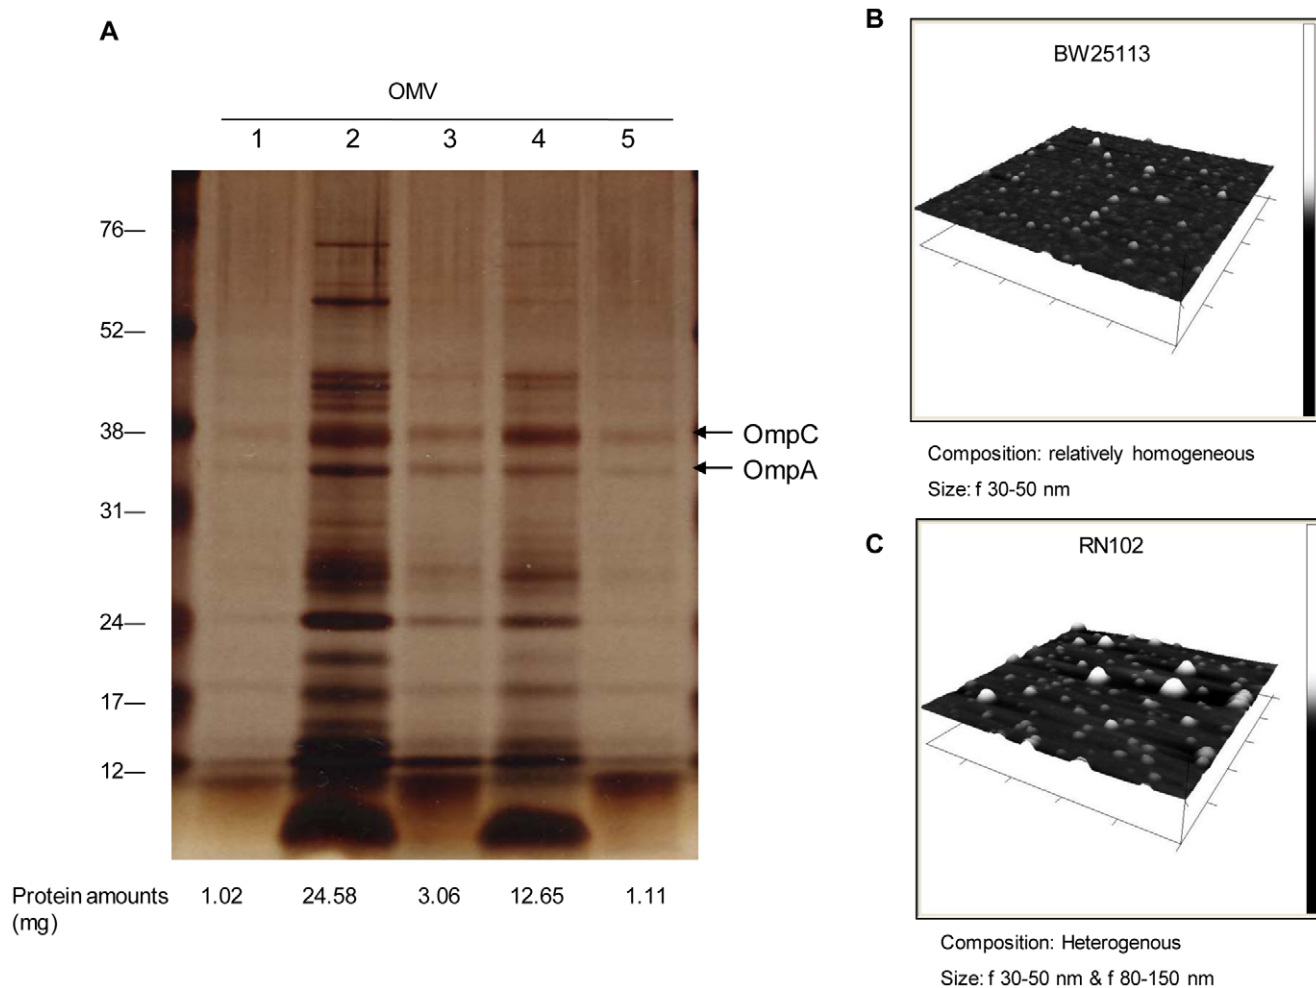 A
OMV
1 2 3 4 5
76—
52—
38—
31—
24—
17—
12—
OmpC
OmpA
Protein amounts 1.02 24.58 3.06 12.65 1.11
(mg)
B
BW25113
Composition: relatively homogeneous
Size: f 30-50 nm
C
RN102
Composition: Heterogenous
Size: f 30-50 nm & f 80-150 nm